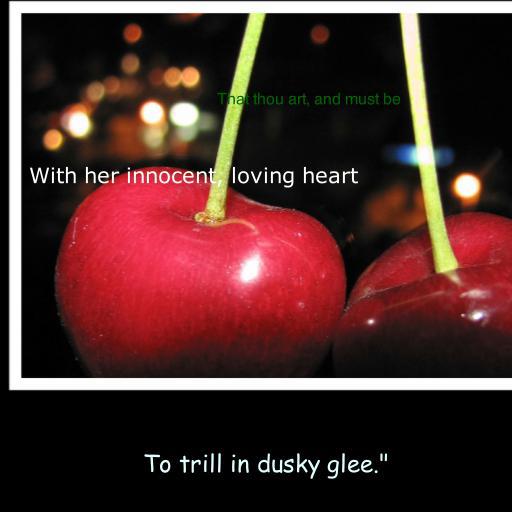 That thou art, and must be
With her innocent, loving heart
To trill in dusky glee."